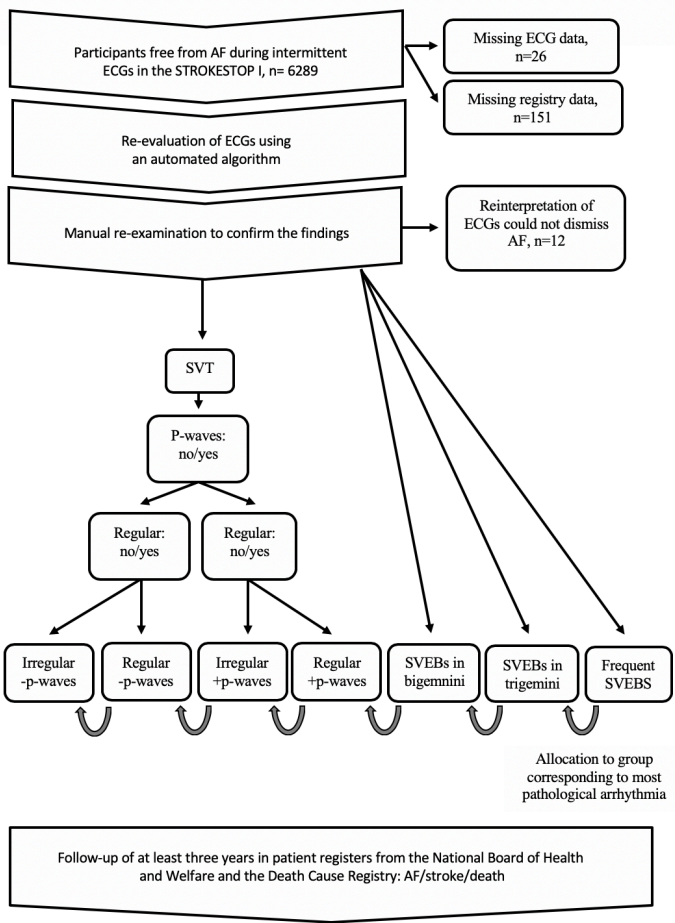 Participants free from AF during intermittent
ECGs in the STROKESTOP I, n= 6289
Missing ECG data,
n=26
Missing registry data,
n=151
Re-evaluation of ECGs using
an automated algorithm
Manual re-examination to confirm the findings
Reinterpretation of
ECGs could not dismiss
AF, n=12
SVT
P-waves:
no/yes
Regular:
no/yes
Regular:
no/yes
Irregular
-p-waves
Regular
-p-waves
Irregular
+p-waves
Regular
+p-waves
SVEBs in
bigemnini
SVEBs in
trigemini
Frequent
SVEBS
Allocation to group
corresponding to most
pathological arrhythmia
Follow-up of at least three years in patient registers from the National Board of Health
and Welfare and the Death Cause Registry: AF/stroke/death